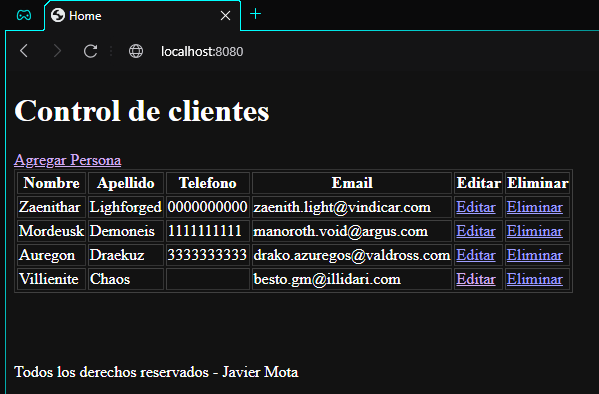 Home
localhost:8080
Control de clientes
Agregar Persona
Nombre Apellido Telefono Email Editar Eliminar
Zaenithar Lighforged 0000000000 zaenith.light@vindicar.com Editar Eliminar
Mordeusk Demoneis 1111111111 manoroth.void@argus.com Editar Eliminar
Auregon Draekuz 3333333333 drako.azuregos@valdross.com Editar Eliminar
Villienite Chaos besto.gm@illidari.com Editar Eliminar
Todos los derechos reservados - Javier Mota